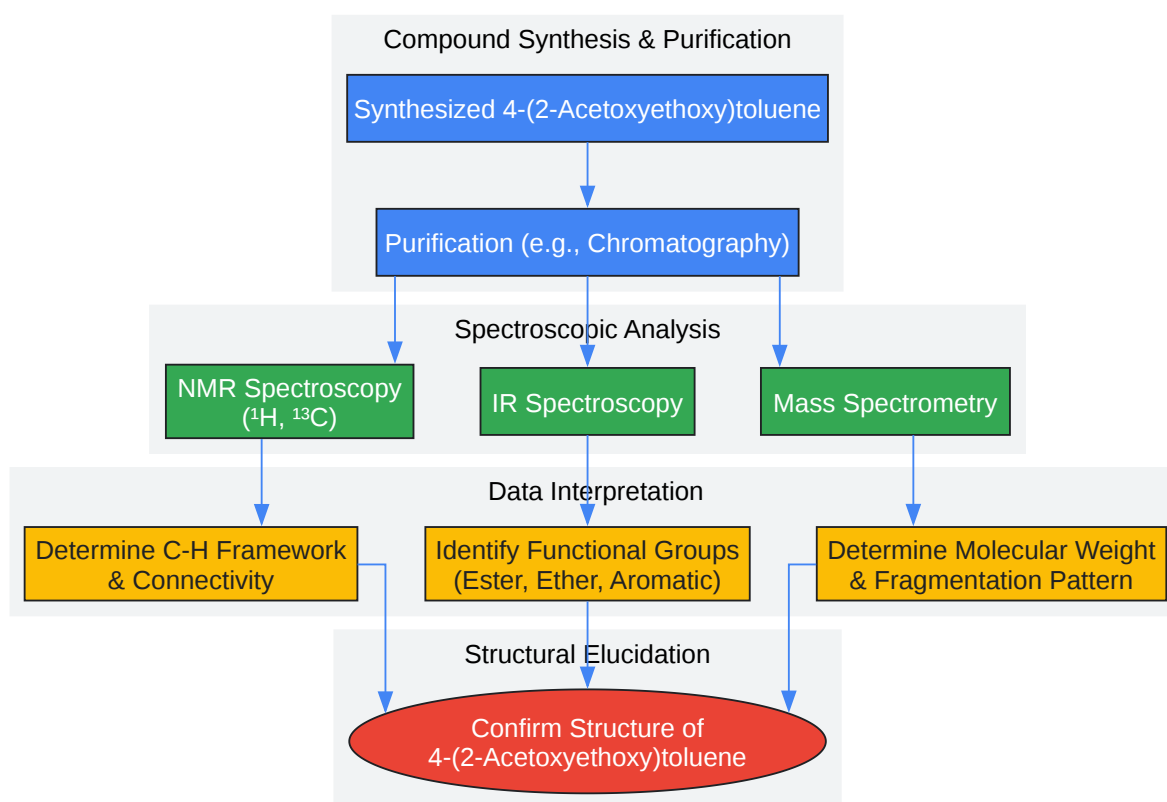 Compound Synthesis & Purification
Synthesized 4-(2-Acetoxyethoxy)toluene
Purification (e.g., Chromatography)
Spectroscopic Analysis
NMR Spectroscopy
(¹H, ¹³C)
IR Spectroscopy
Mass Spectrometry
Data Interpretation
Determine C-H Framework
& Connectivity
Identify Functional Groups
(Ester, Ether, Aromatic)
Determine Molecular Weight
& Fragmentation Pattern
Structural Elucidation
Confirm Structure of
4-(2-Acetoxyethoxy)toluene